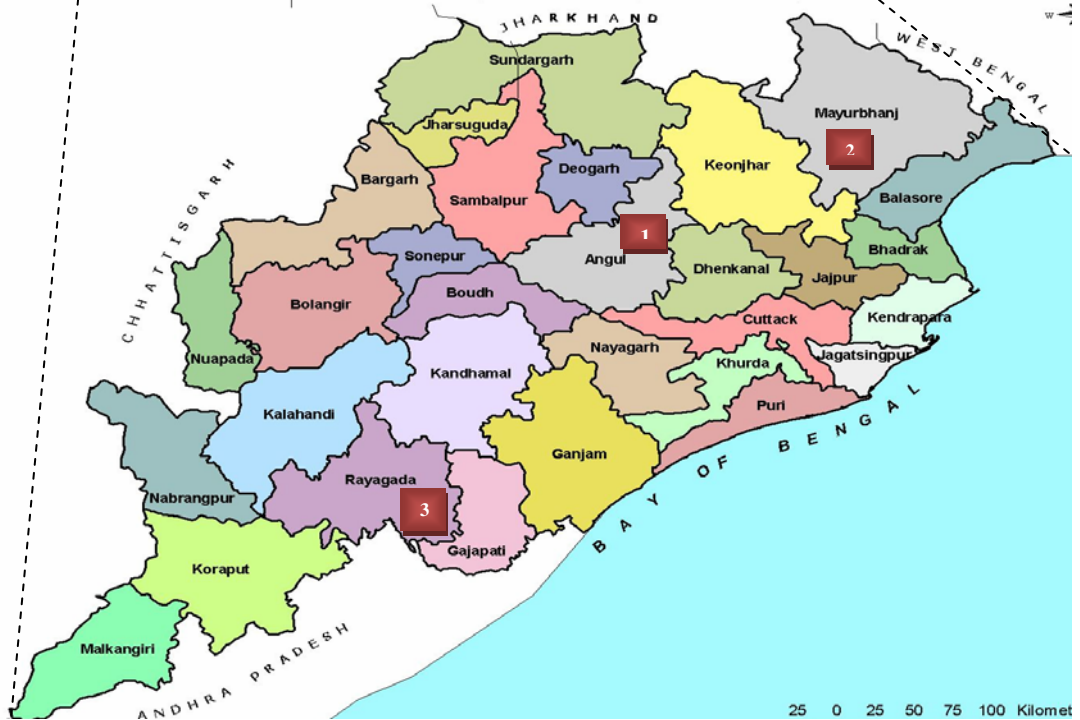 JHARKHAND
W
WEST BENGAL
Sundargarh
Mayurbhanj
Jharsuguda
2
Keonjhar
Deogarh
Bargarh
Sambalpur
Balasore
CHHATTISGARH
1
Bhadrak
Sonepur
Angul
Dhenkanal
Jajpur
Boudh
Bolangir
Cuttack
Kendrapara
Nayagarh
Jagatsingpur
Nuapada
Khurda
Kandhamal
Puri
Kalahandi
BAY OF BENGAL
Ganjam
Rayagada
Nabrangpur
3
Gajapati
Koraput
Malkangiri
ANDHRA PRADESH
25 0 25 50 75 100 Kilomet